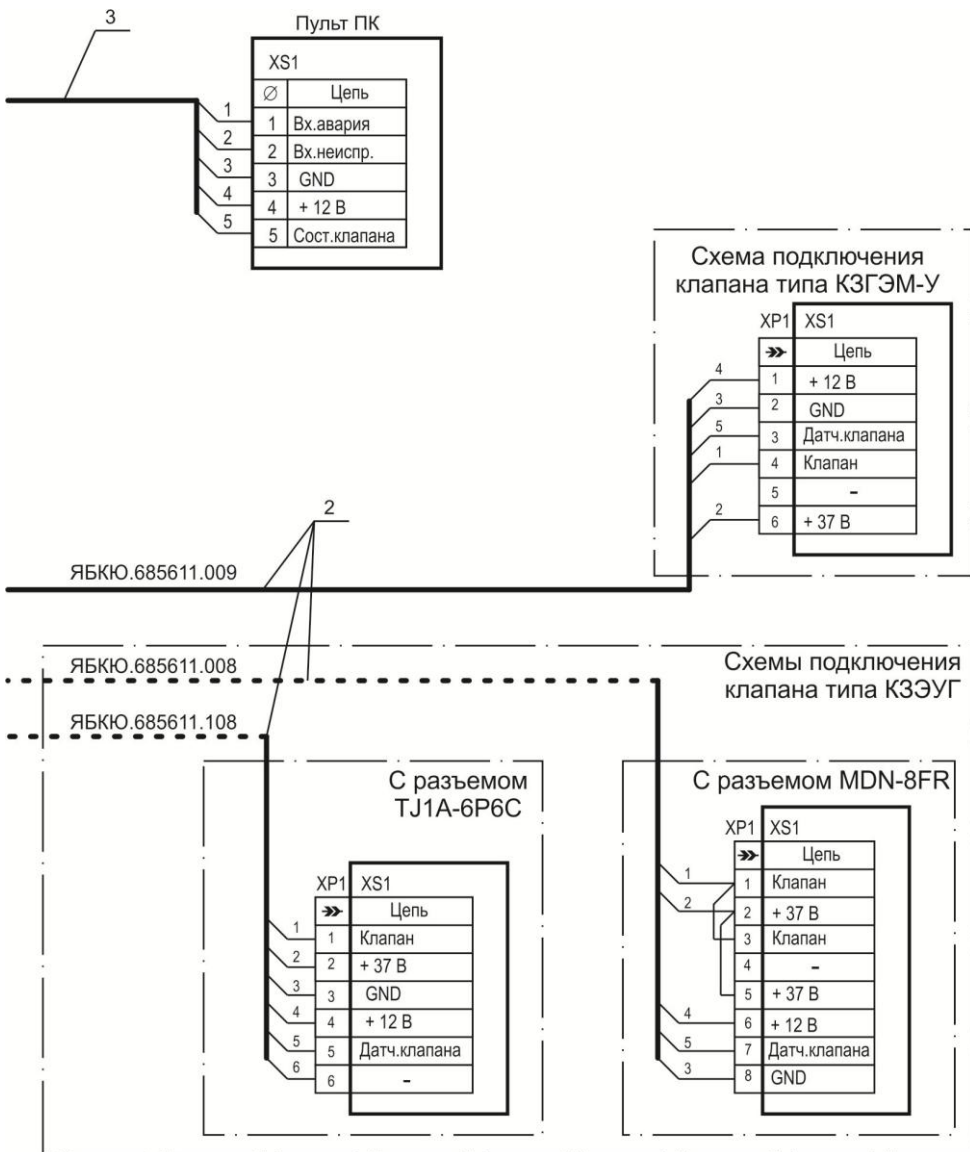 3
Пульт ПК
XS1
∅ Цепь
1 1 Вх.авария
2 2 Вх.неиспр.
3 3 GND
4 4 + 12 В
5 5 Сост.клапана
Схема подключения
клапана типа КЗГЭМ-У
XP1 XS1
Цепь
4 1 + 12 В
3 2 GND
5 3 Датч.клапана
1 4 Клапан
5 -
2 6 + 37 В
2
ЯБКЮ.685611.009
ЯБКЮ.685611.008
ЯБКЮ.685611.108
Схемы подключения
клапана типа КЗЭУГ
С разъемом
TJ1A-6P6C
XP1 XS1
Цепь
1 1 Клапан
2 2 + 37 В
3 3 GND
4 4 + 12 В
5 5 Датч.клапана
6 6 -
С разъемом MDN-8FR
XP1 XS1
Цепь
1 1 Клапан
2 2 + 37 В
3 Клапан
4 -
5 + 37 В
4 6 + 12 В
5 7 Датч.клапана
3 8 GND